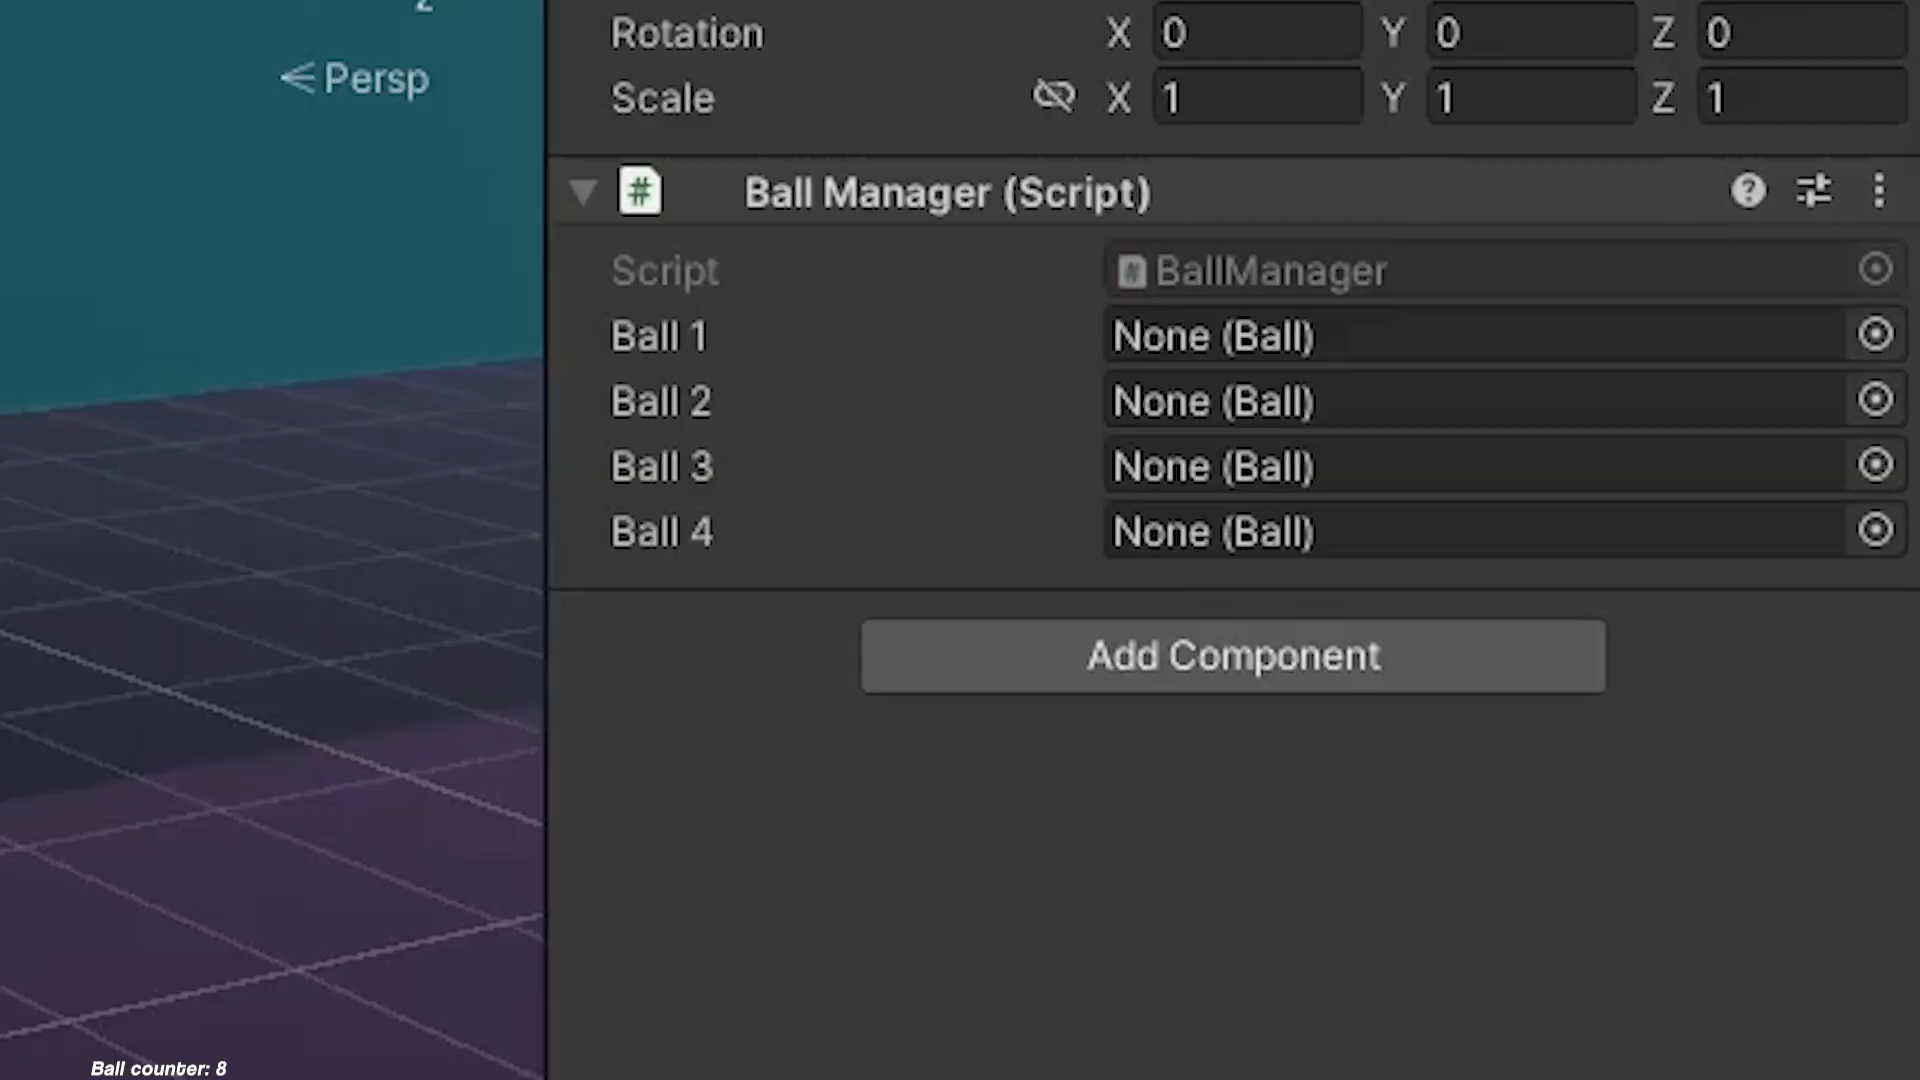 Rotation X 0 Y 0 Z 0
< Persp
Scale X 1 Y 1 Z 1
# Ball Manager (Script)
Script # BallManager
Ball 1 None (Ball)
Ball 2 None (Ball)
Ball 3 None (Ball)
Ball 4 None (Ball)
Add Component
Ball counter: 8